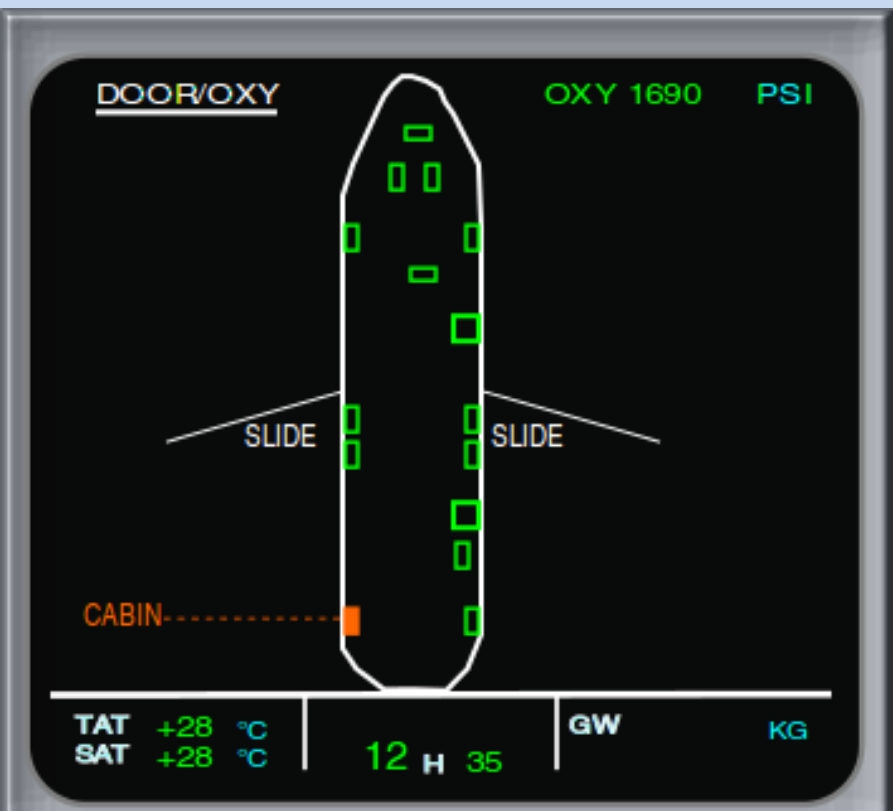 DOOR/OXY OXY 1690 PSI
SLIDE SLIDE
CABIN
TAT +28 °C GW KG
SAT +28 °C 12 H 35